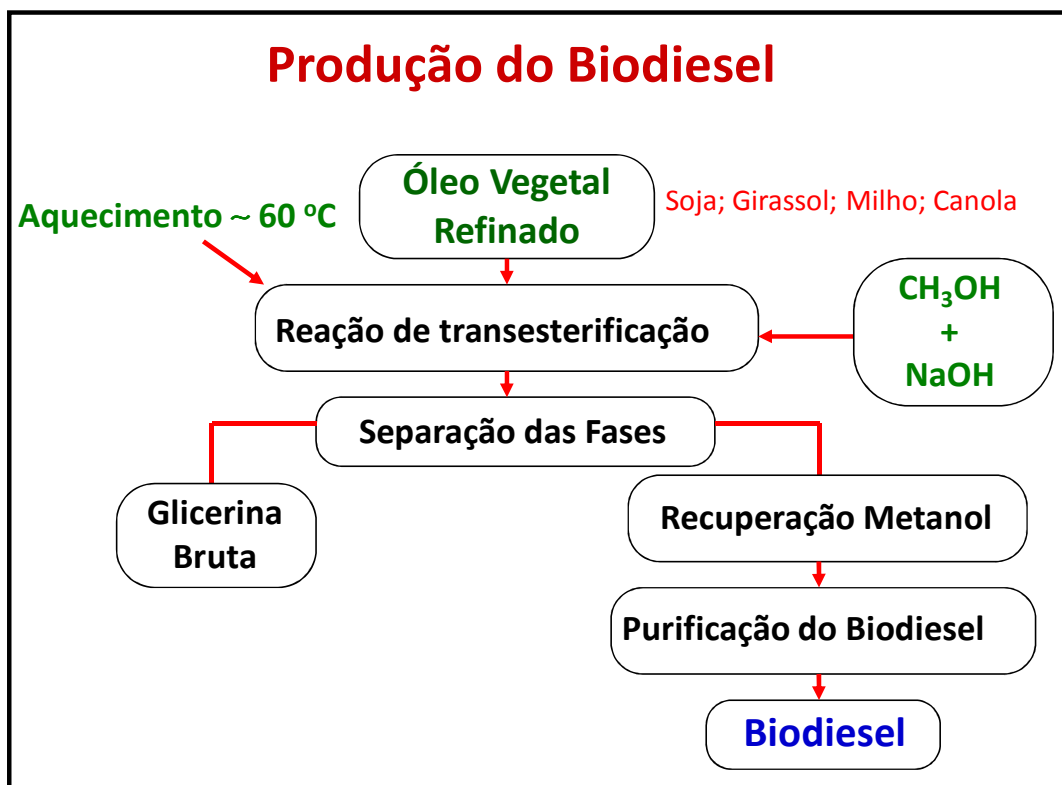 Produção do Biodiesel
Óleo Vegetal
Refinado
Aquecimento ~ 60 ºC
Soja; Girassol; Milho; Canola
CH₃OH
+
NaOH
Reação de transesterificação
Separação das Fases
Glicerina
Bruta
Recuperação Metanol
Purificação do Biodiesel
Biodiesel